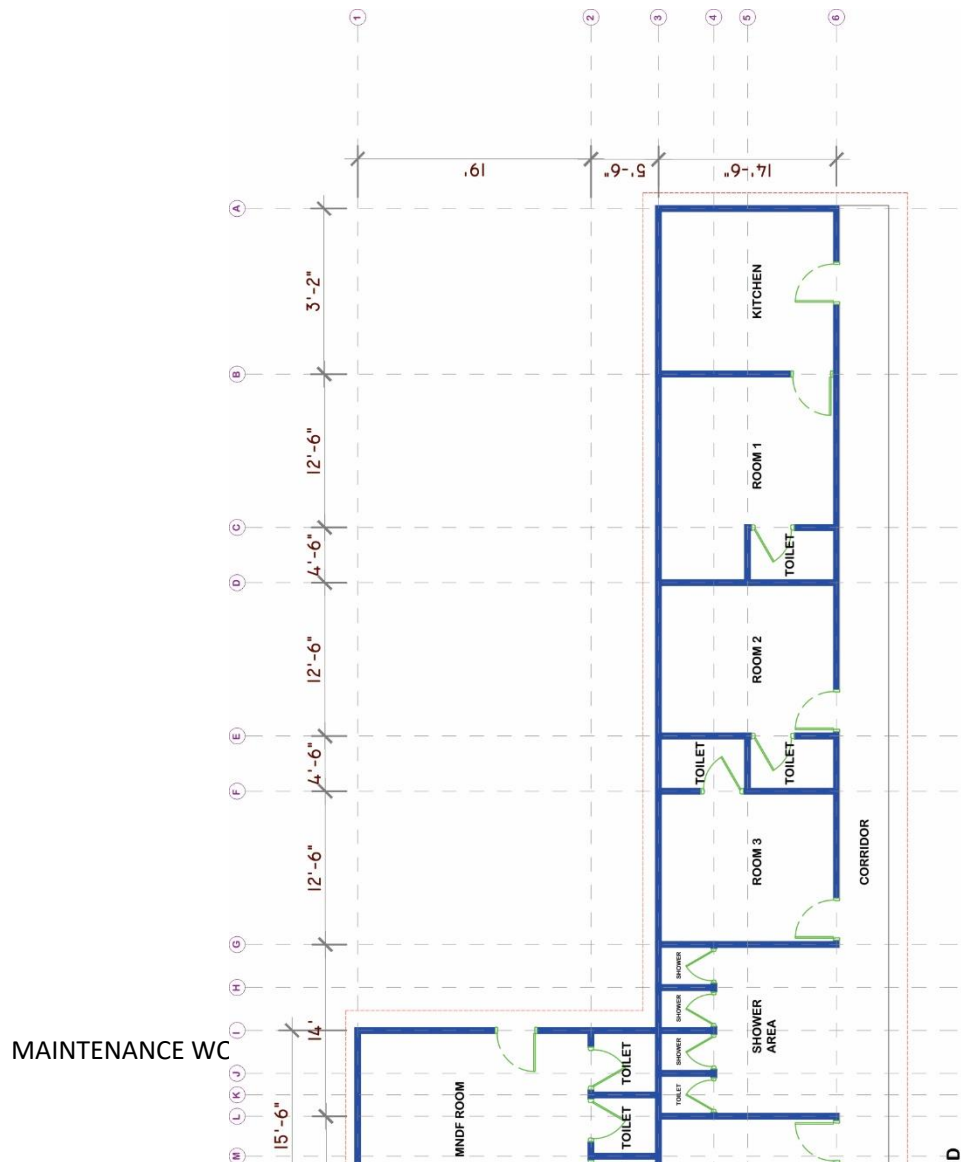 1
2
3
4
5
6
19'
5'-6"
14'-6"
A
3'-2"
KITCHEN
B
12'-6"
ROOM 1
C
4'-6"
TOILET
D
12'-6"
ROOM 2
E
4'-6"
TOILET
TOILET
F
12'-6"
ROOM 3
CORRIDOR
G
SHOWER
H
14'
SHOWER
SHOWER
AREA
I
MAINTENANCE WC
SHOWER
TOILET
J
K
TOILET
L
15'-6"
MNDF ROOM
TOILET
M
D